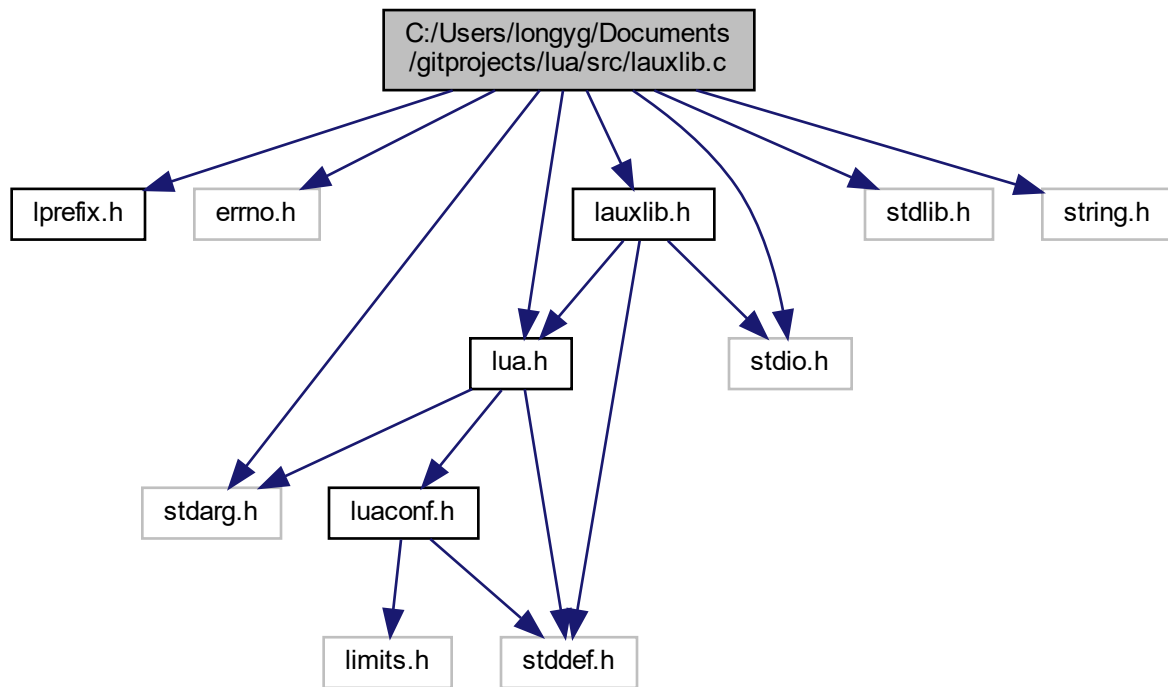 C:/Users/longyg/Documents
/gitprojects/lua/src/lauxlib.c
lprefix.h
errno.h
lauxlib.h
stdlib.h
string.h
lua.h
stdio.h
stdarg.h
luaconf.h
limits.h
stddef.h